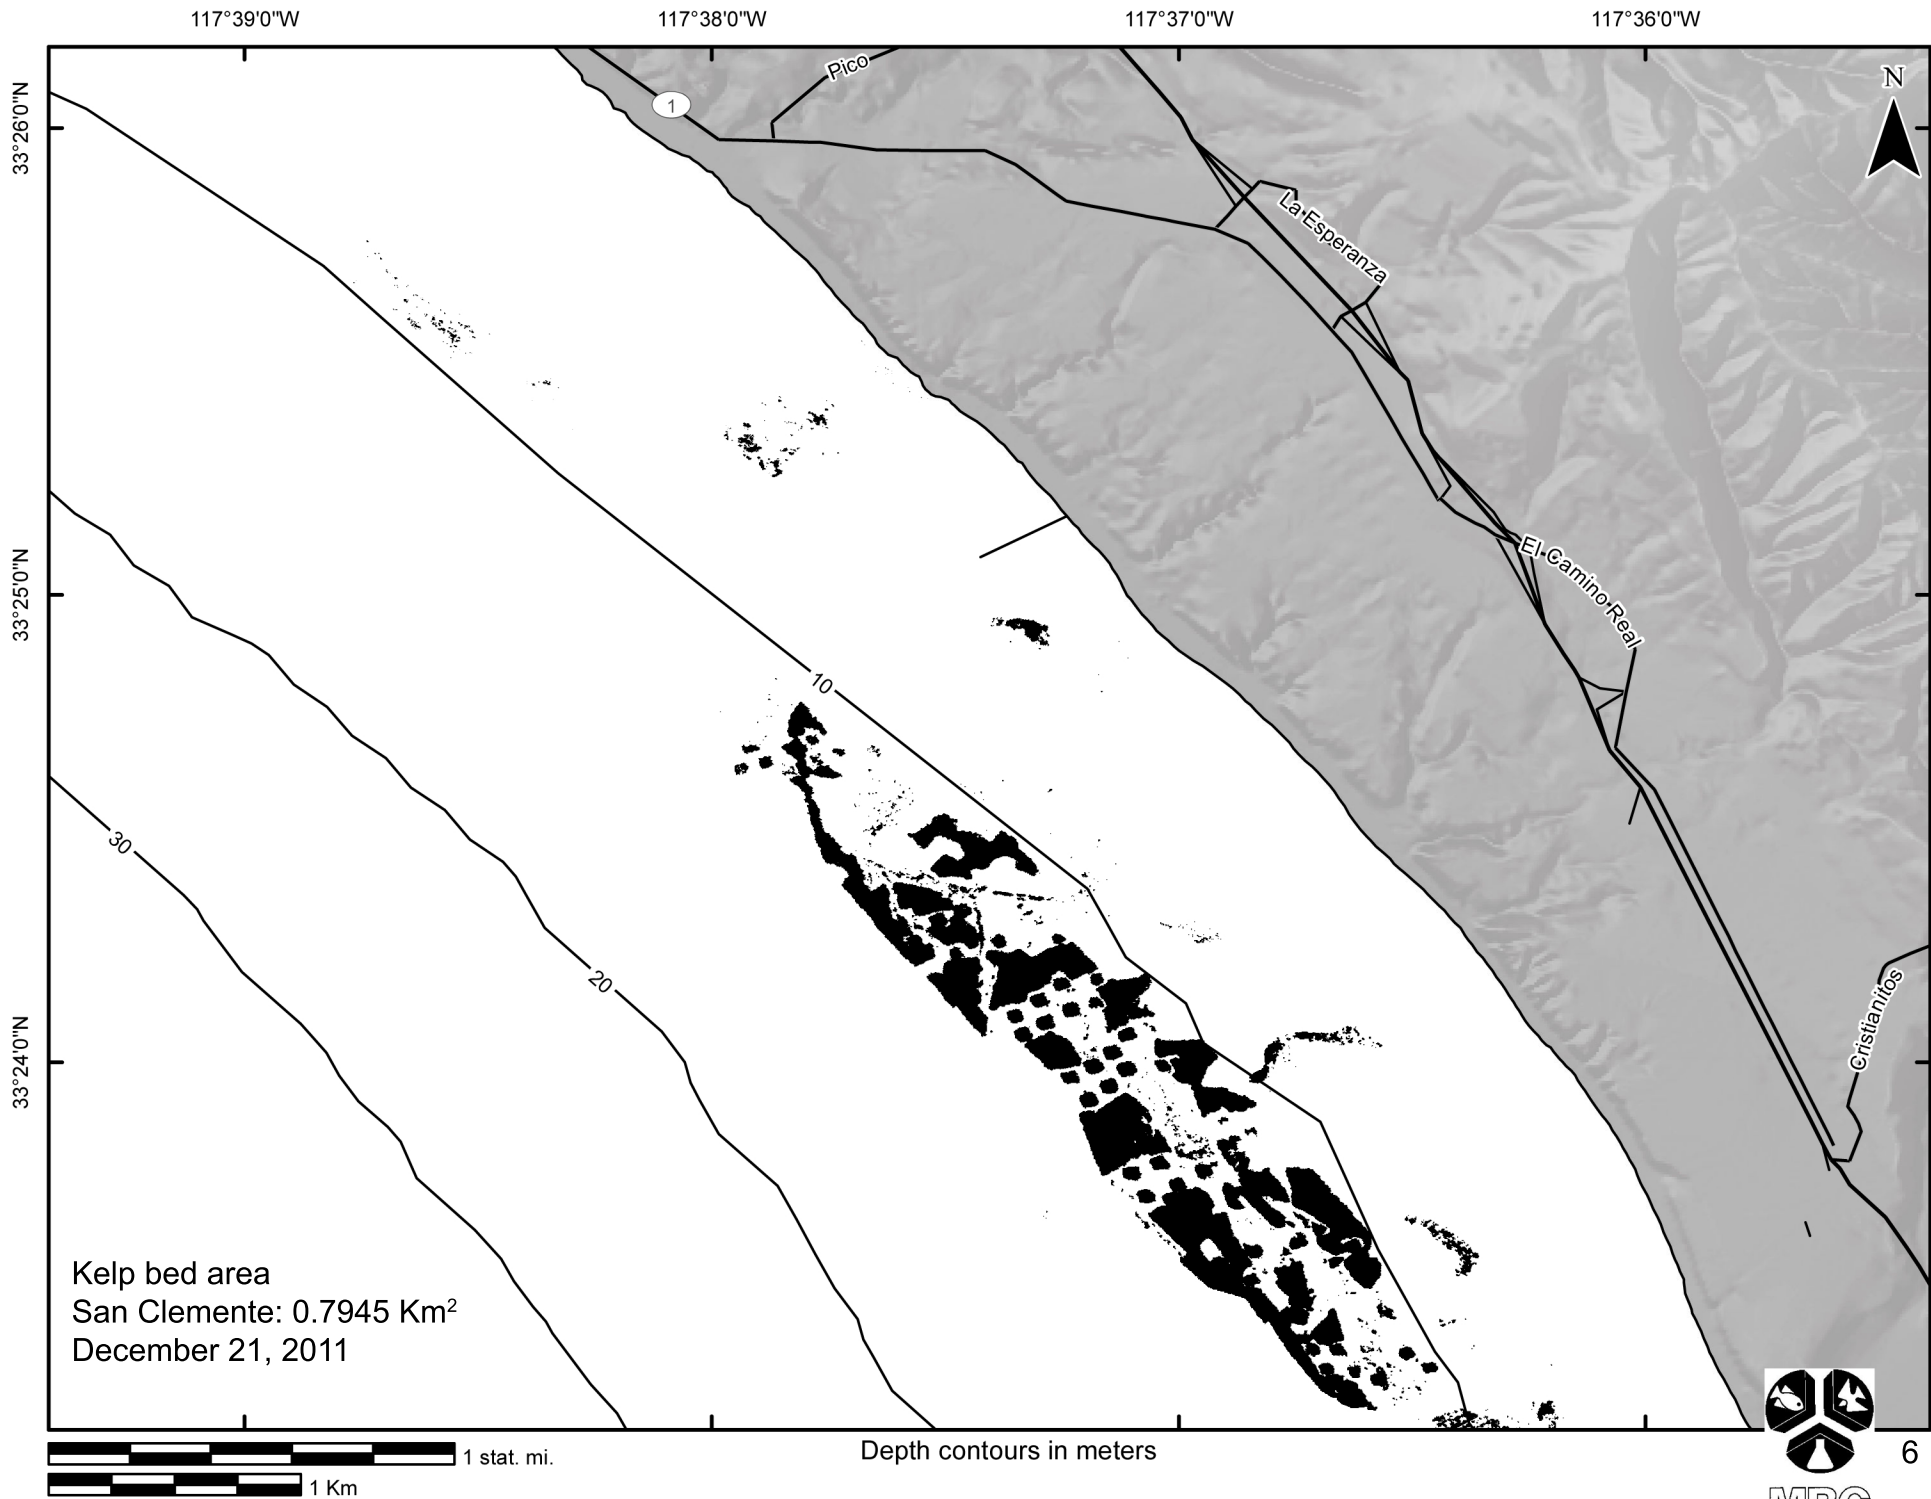 117°39'0"W
117°38'0"W
117°37'0"W
117°36'0"W
33°26'0"N
33°25'0"N
33°24'0"N
N
Pico
1
La Esperanza
El Camino Real
Cristianitos
10
20
30
Kelp bed area
San Clemente: 0.7945 Km²
December 21, 2011
1 stat. mi.
1 Km
Depth contours in meters
6
MBC